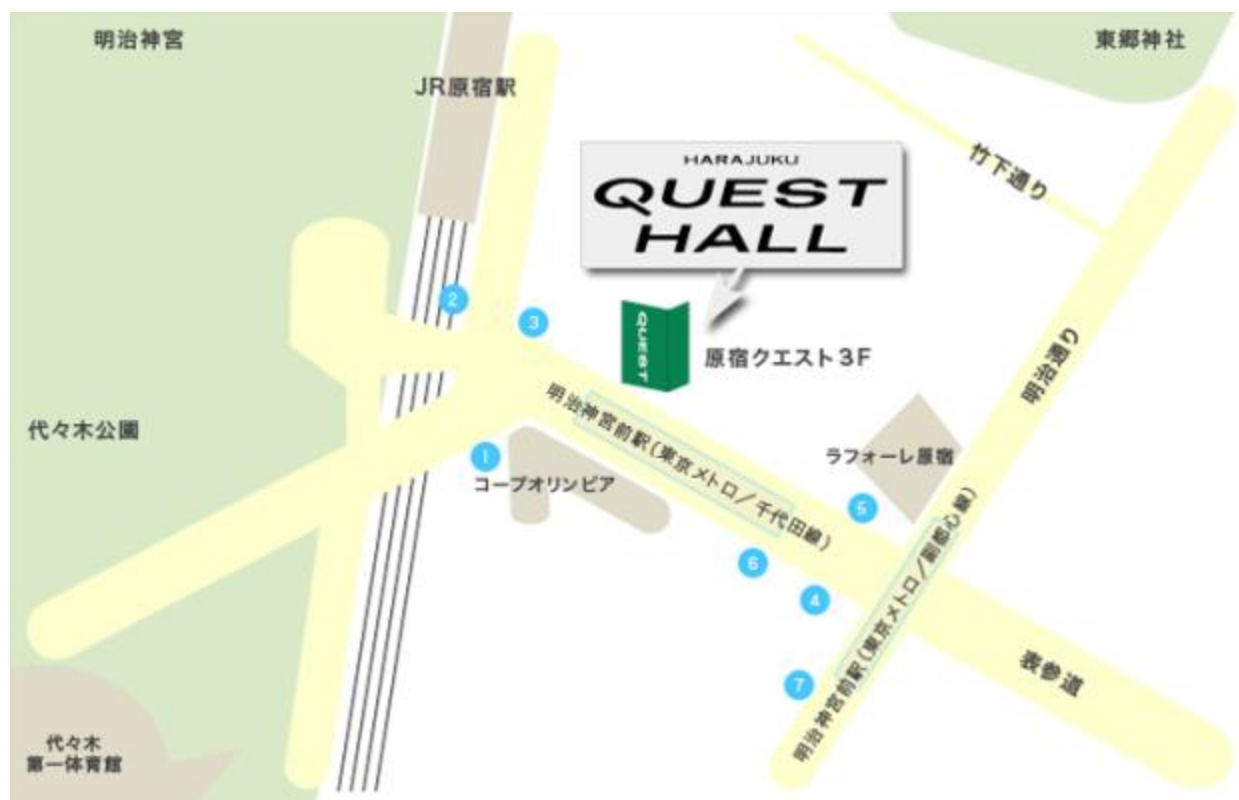 明治神宮
東郷神社
JR原宿駅
竹下通り
HARAJUKU
QUEST
HALL
2
3
QUEST
原宿クエスト3F
明治通り
明治神宮前駅(東京メトロ/千代田線)
代々木公園
1
コープオリンピア
ラフォーレ原宿
5
6
4
明治神宮前駅(東京メトロ/副都心線)
7
表参道
代々木
第一体育館